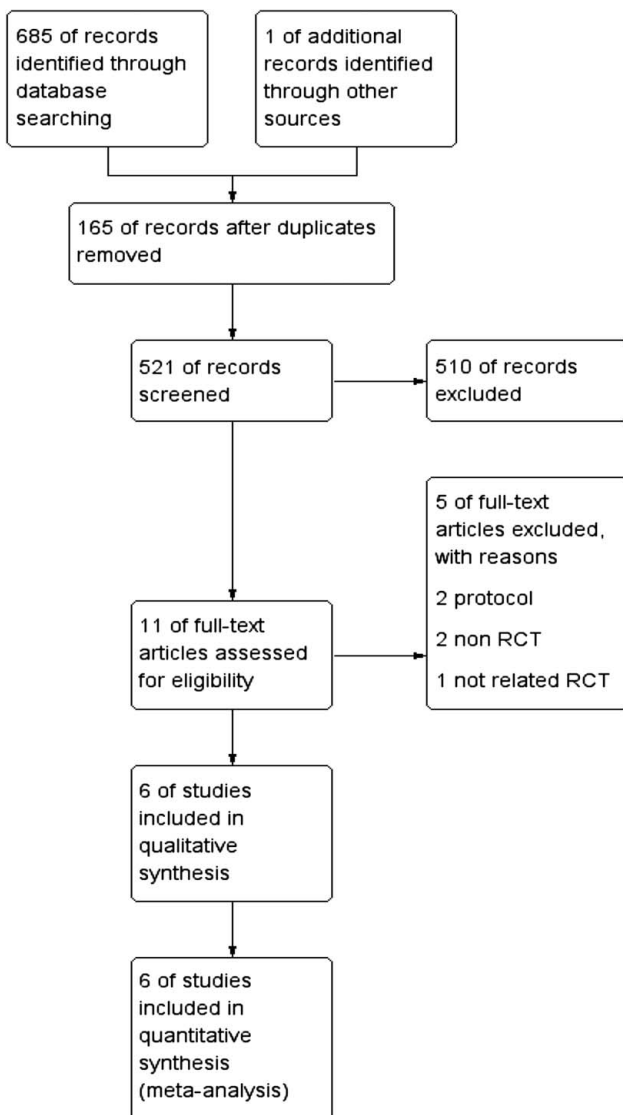 685 of records
identified through
database
searching
1 of additional
records identified
through other
sources
165 of records after duplicates
removed
521 of records
screened
510 of records
excluded
5 of full-text
articles excluded,
with reasons
2 protocol
2 non RCT
1 not related RCT
11 of full-text
articles assessed
for eligibility
6 of studies
included in
qualitative
synthesis
6 of studies
included in
quantitative
synthesis
(meta-analysis)